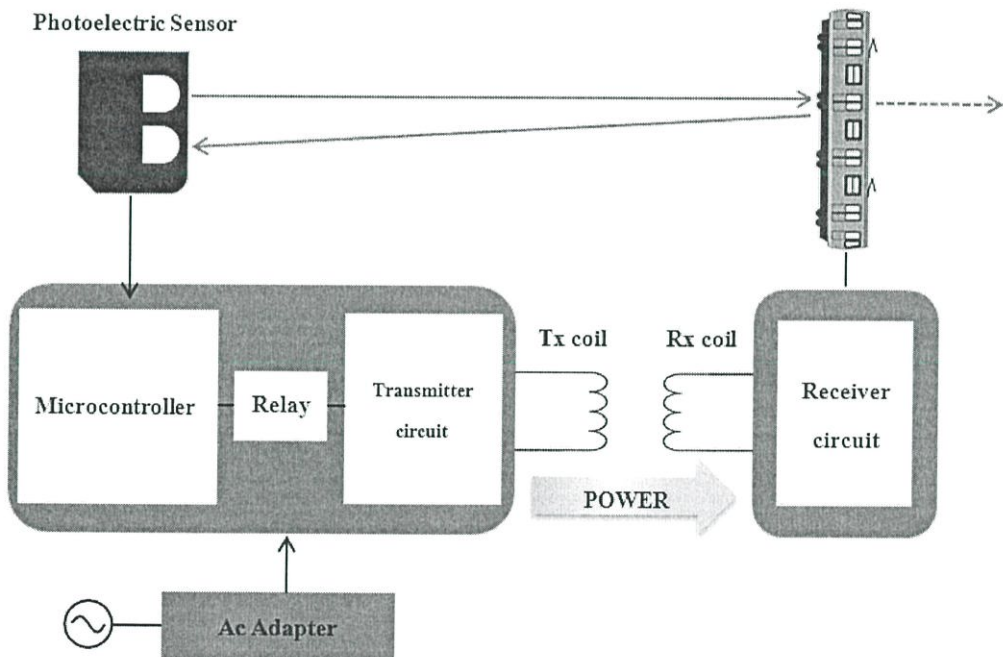 Photoelectric Sensor
Tx coil
Rx coil
Microcontroller
Relay
Transmitter
circuit
Receiver
circuit
POWER
Ac Adapter